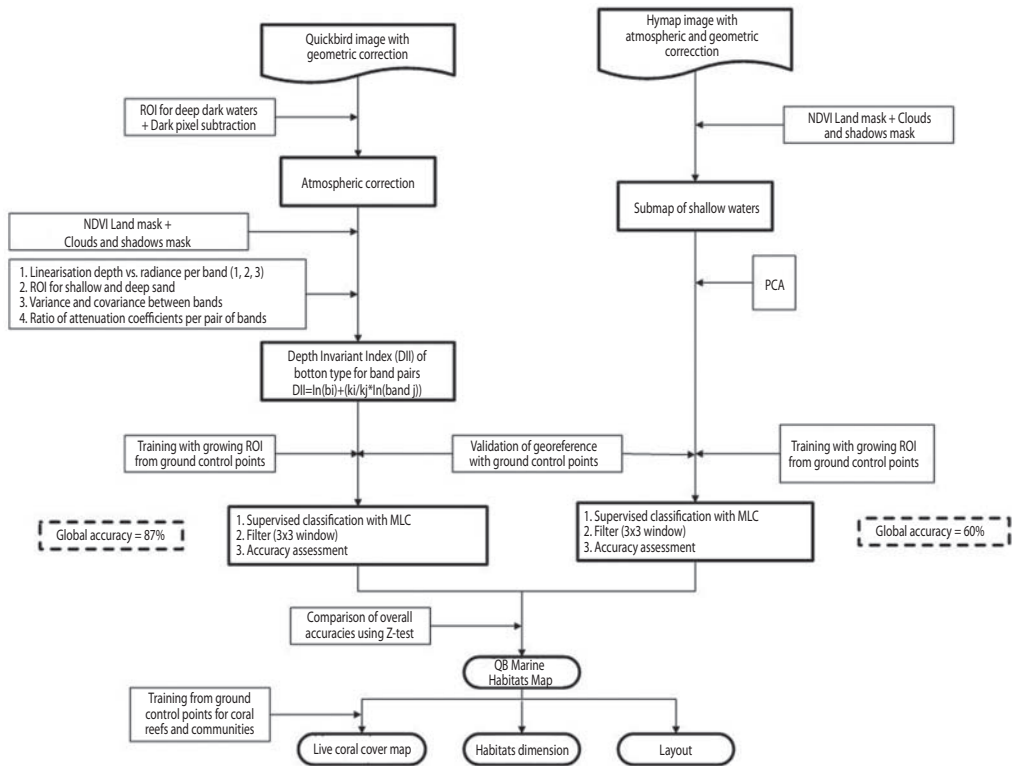 Quickbird image with
geometric correction
Hymap image with
atmospheric and geometric
correcction
ROI for deep dark waters
+ Dark pixel subtraction
NDVI Land mask + Clouds
and shadows mask
Atmospheric correction
Submap of shallow waters
NDVI Land mask +
Clouds and shadows mask
1. Linearisation depth vs. radiance per band (1, 2, 3)
2. ROI for shallow and deep sand
3. Variance and covariance between bands
4. Ratio of attenuation coefficients per pair of bands
PCA
Depth Invariant Index (DII) of
botton type for band pairs
DII=In(bi)+(ki/kj*In(band j))
Training with growing ROI
from ground control points
Validation of georeference
with ground control points
Training with growing ROI
from ground control points
Global accuracy = 87%
1. Supervised classification with MLC
2. Filter (3x3 window)
3. Accuracy assessment
1. Supervised classification with MLC
2. Filter (3x3 window)
3. Accuracy assessment
Global accuracy = 60%
Comparison of overall
accuracies using Z-test
QB Marine
Habitats Map
Training from ground
control points for coral
reefs and communities
Live coral cover map
Habitats dimension
Layout